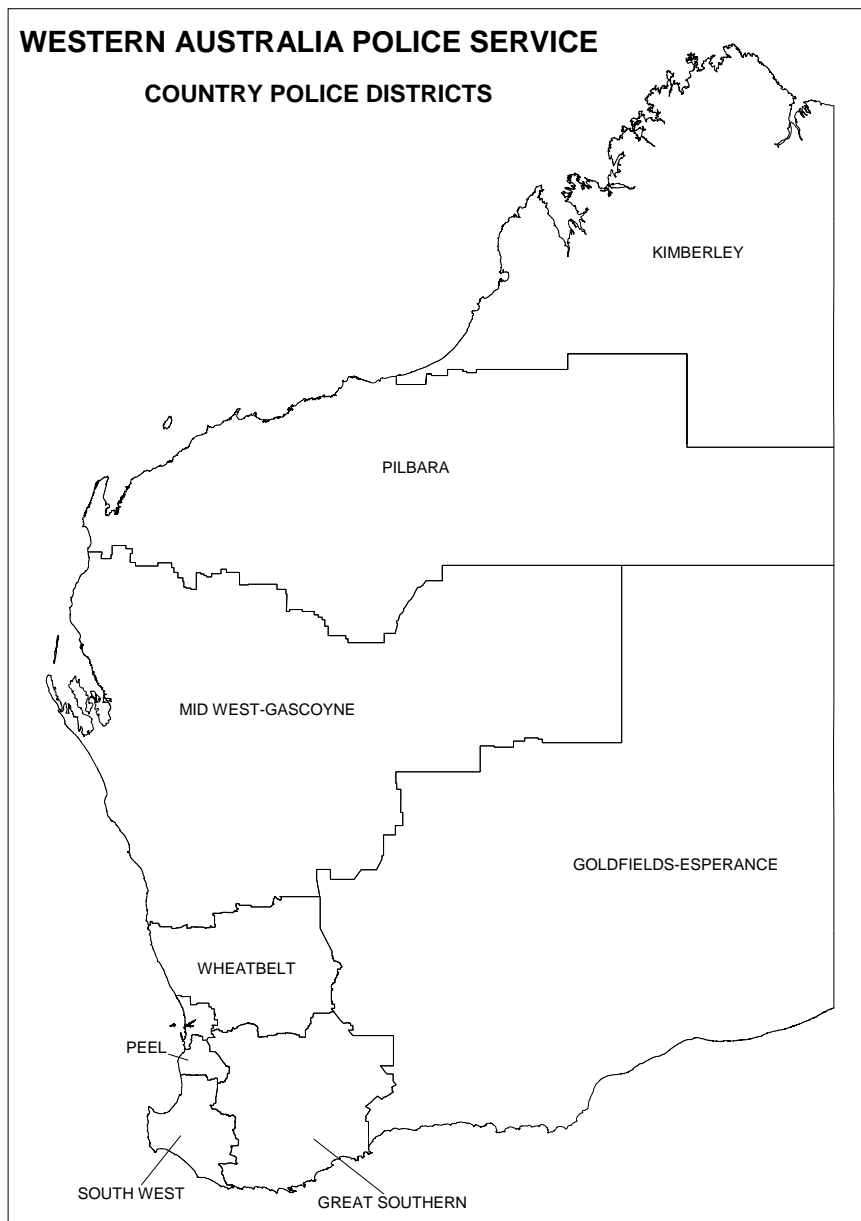 WESTERN AUSTRALIA POLICE SERVICE
COUNTRY POLICE DISTRICTS
KIMBERLEY
PILBARA
MID WEST-GASCOYNE
GOLDFIELDS-ESPERANCE
WHEATBELT
PEEL
SOUTH WEST
GREAT SOUTHERN